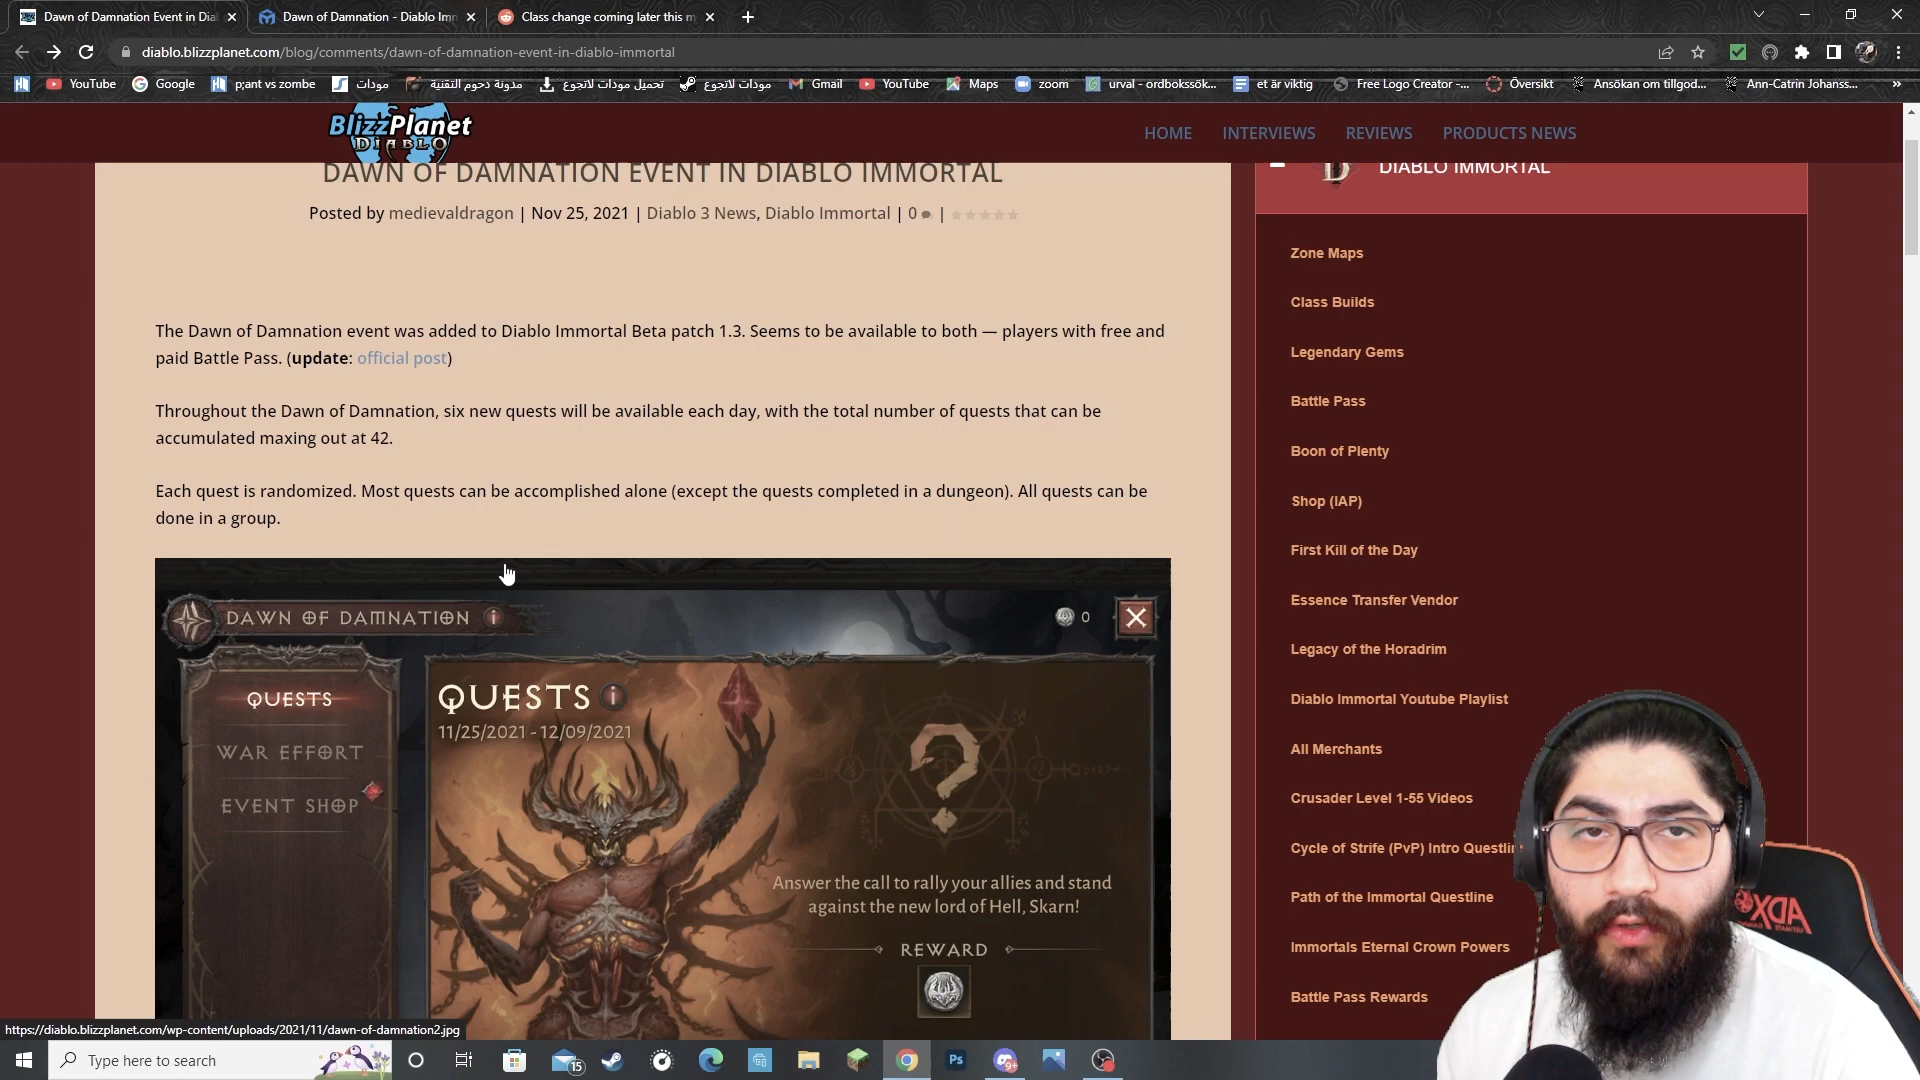 Dawn of Damnation Event in Dia
Dawn of Damnation - Diablo Imm
Class change coming later this m
diablo.blizzplanet.com/blog/comments/dawn-of-damnation-event-in-diablo-immortal
YouTube
Google
p;ant vs zombe
مودات
مدونة دحوم التقنية
تحميل مودات لاتجوع
مودات لاتجوع
Gmail
YouTube
Maps
zoom
urval - ordbokssök...
et är viktig
Free Logo Creator -...
Översikt
Ansökan om tillgod...
Ann-Catrin Johanss...
»
BlizzPlanet
DIABLO
HOME
INTERVIEWS
REVIEWS
PRODUCTS NEWS
DAWN OF DAMNATION EVENT IN DIABLO IMMORTAL
Posted by medievaldragon | Nov 25, 2021 | Diablo 3 News, Diablo Immortal | 0 |
The Dawn of Damnation event was added to Diablo Immortal Beta patch 1.3. Seems to be available to both — players with free and
paid Battle Pass. (update: official post)
Throughout the Dawn of Damnation, six new quests will be available each day, with the total number of quests that can be
accumulated maxing out at 42.
Each quest is randomized. Most quests can be accomplished alone (except the quests completed in a dungeon). All quests can be
done in a group.
DAWN OF DAMNATION
0
QUESTS
WAR EFFORT
EVENT SHOP
QUESTS
11/25/2021 - 12/09/2021
Answer the call to rally your allies and stand
against the new lord of Hell, Skarn!
REWARD
DIABLO IMMORTAL
Zone Maps
Class Builds
Legendary Gems
Battle Pass
Boon of Plenty
Shop (iAP)
First Kill of the Day
Essence Transfer Vendor
Legacy of the Horadrim
Diablo Immortal Youtube Playlist
All Merchants
Crusader Level 1-55 Videos
Cycle of Strife (PvP) Intro Questlin
Path of the Immortal Questline
Immortals Eternal Crown Powers
Battle Pass Rewards
https://diablo.blizzplanet.com/wp-content/uploads/2021/11/dawn-of-damnation2.jpg
Type here to search
15
Ps
9+
ADX